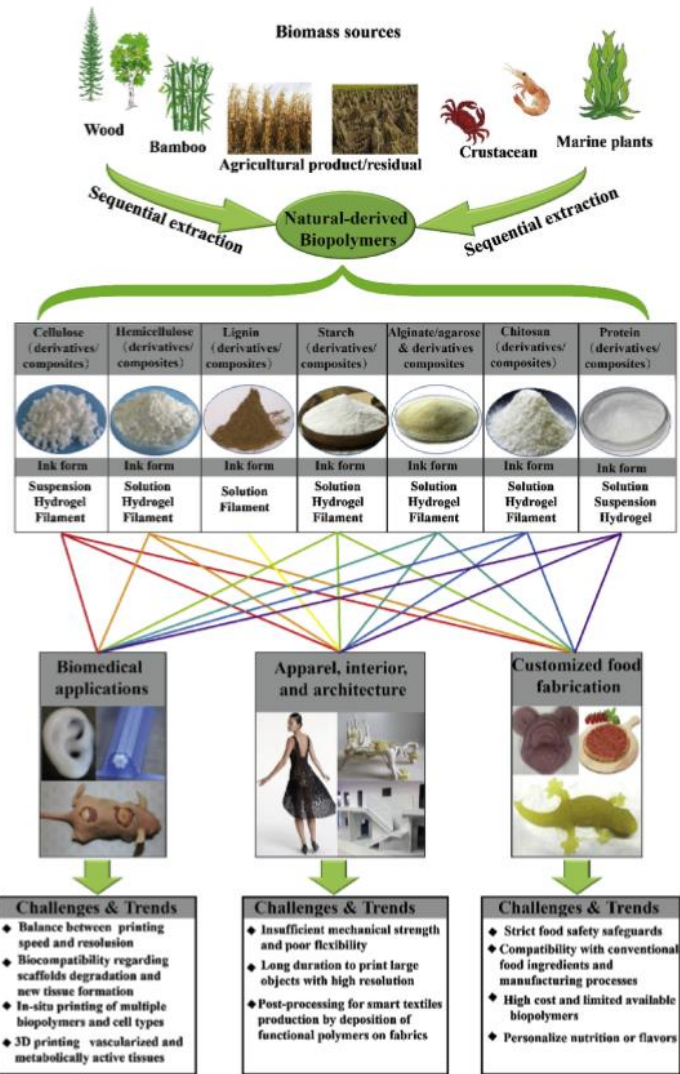 Biomass sources
Wood
Bamboo
Agricultural product/residual
Crustacean
Marine plants
Sequential extraction
Natural-derived
Biopolymers
Sequential extraction
Cellulose
(derivatives/
composites)
Hemicellulose
(derivatives/
composites)
Lignin
(derivatives/
composites)
Starch
(derivatives/
composites)
Alginate/agarose
& derivatives
composites
Chitosan
(derivatives/
composites)
Protein
(derivatives/
composites)
Ink form
Ink form
Ink form
Ink form
Ink form
Ink form
Ink form
Suspension
Hydrogel
Filament
Solution
Hydrogel
Filament
Solution
Filament
Solution
Hydrogel
Filament
Solution
Hydrogel
Filament
Solution
Hydrogel
Filament
Solution
Suspension
Hydrogel
Biomedical
applications
Apparel, interior,
and architecture
Customized food
fabrication
Challenges & Trends
◆ Balance between printing
speed and resolusion
◆ Biocompatibility regarding
scaffolds degradation and
new tissue formation
◆ In-situ printing of multiple
biopolymers and cell types
◆ 3D printing vascularized and
metabolically active tissues
Challenges & Trends
◆ Insufficient mechanical strength
and poor flexibility
◆ Long duration to print large
objects with high resolution
◆ Post-processing for smart textiles
production by deposition of
functional polymers on fabrics
Challenges & Trends
◆ Strict food safety safeguards
◆ Compatibility with conventional
food ingredients and
manufacturing processes
◆ High cost and limited available
biopolymers
◆ Personalize nutrition or flavors